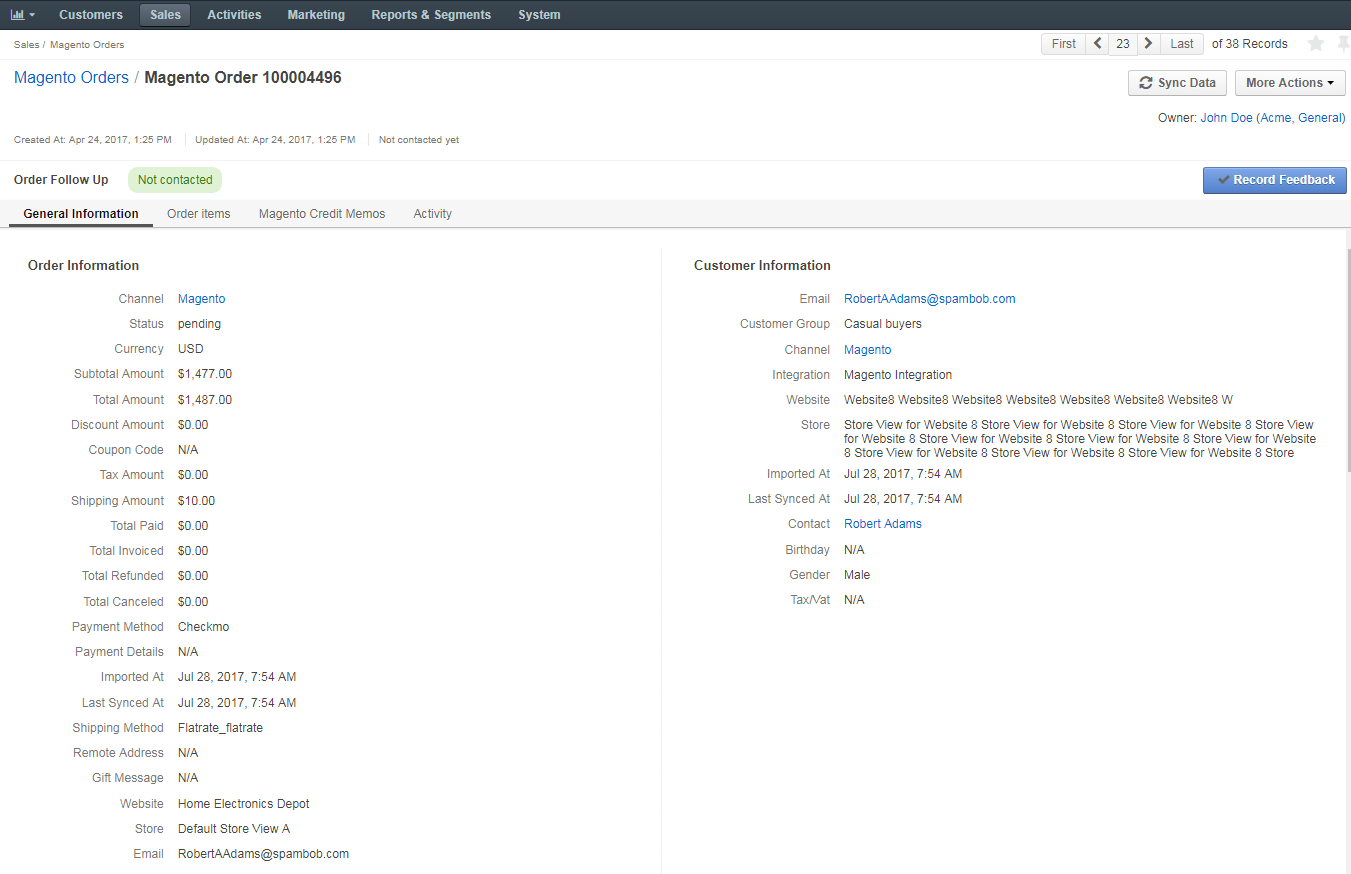 Customers Sales Activities Marketing Reports & Segments System
Sales / Magento Orders
First 23 Last of 38 Records
Magento Orders / Magento Order 100004496
Sync Data More Actions
Owner: John Doe (Acme, General)
Created At: Apr 24, 2017, 1:25 PM Updated At: Apr 24, 2017, 1:25 PM Not contacted yet
Order Follow Up Not contacted
Record Feedback
General Information Order items Magento Credit Memos Activity
Order Information
Channel Magento
Status pending
Currency USD
Subtotal Amount $1,477.00
Total Amount $1,487.00
Discount Amount $0.00
Coupon Code N/A
Tax Amount $0.00
Shipping Amount $10.00
Total Paid $0.00
Total Invoiced $0.00
Total Refunded $0.00
Total Canceled $0.00
Payment Method Checkmo
Payment Details N/A
Imported At Jul 28, 2017, 7:54 AM
Last Synced At Jul 28, 2017, 7:54 AM
Shipping Method Flatrate_flatrate
Remote Address N/A
Gift Message N/A
Website Home Electronics Depot
Store Default Store View A
Email RobertAAdams@spambob.com
Customer Information
Email RobertAAdams@spambob.com
Customer Group Casual buyers
Channel Magento
Integration Magento Integration
Website Website8 Website8 Website8 Website8 Website8 Website8 Website8 W
Store Store View for Website 8 Store View for Website 8 Store View for Website 8 Store View
for Website 8 Store View for Website 8 Store View for Website 8 Store View for Website
8 Store View for Website 8 Store View for Website 8 Store View for Website 8 Store
Imported At Jul 28, 2017, 7:54 AM
Last Synced At Jul 28, 2017, 7:54 AM
Contact Robert Adams
Birthday N/A
Gender Male
Tax/Vat N/A